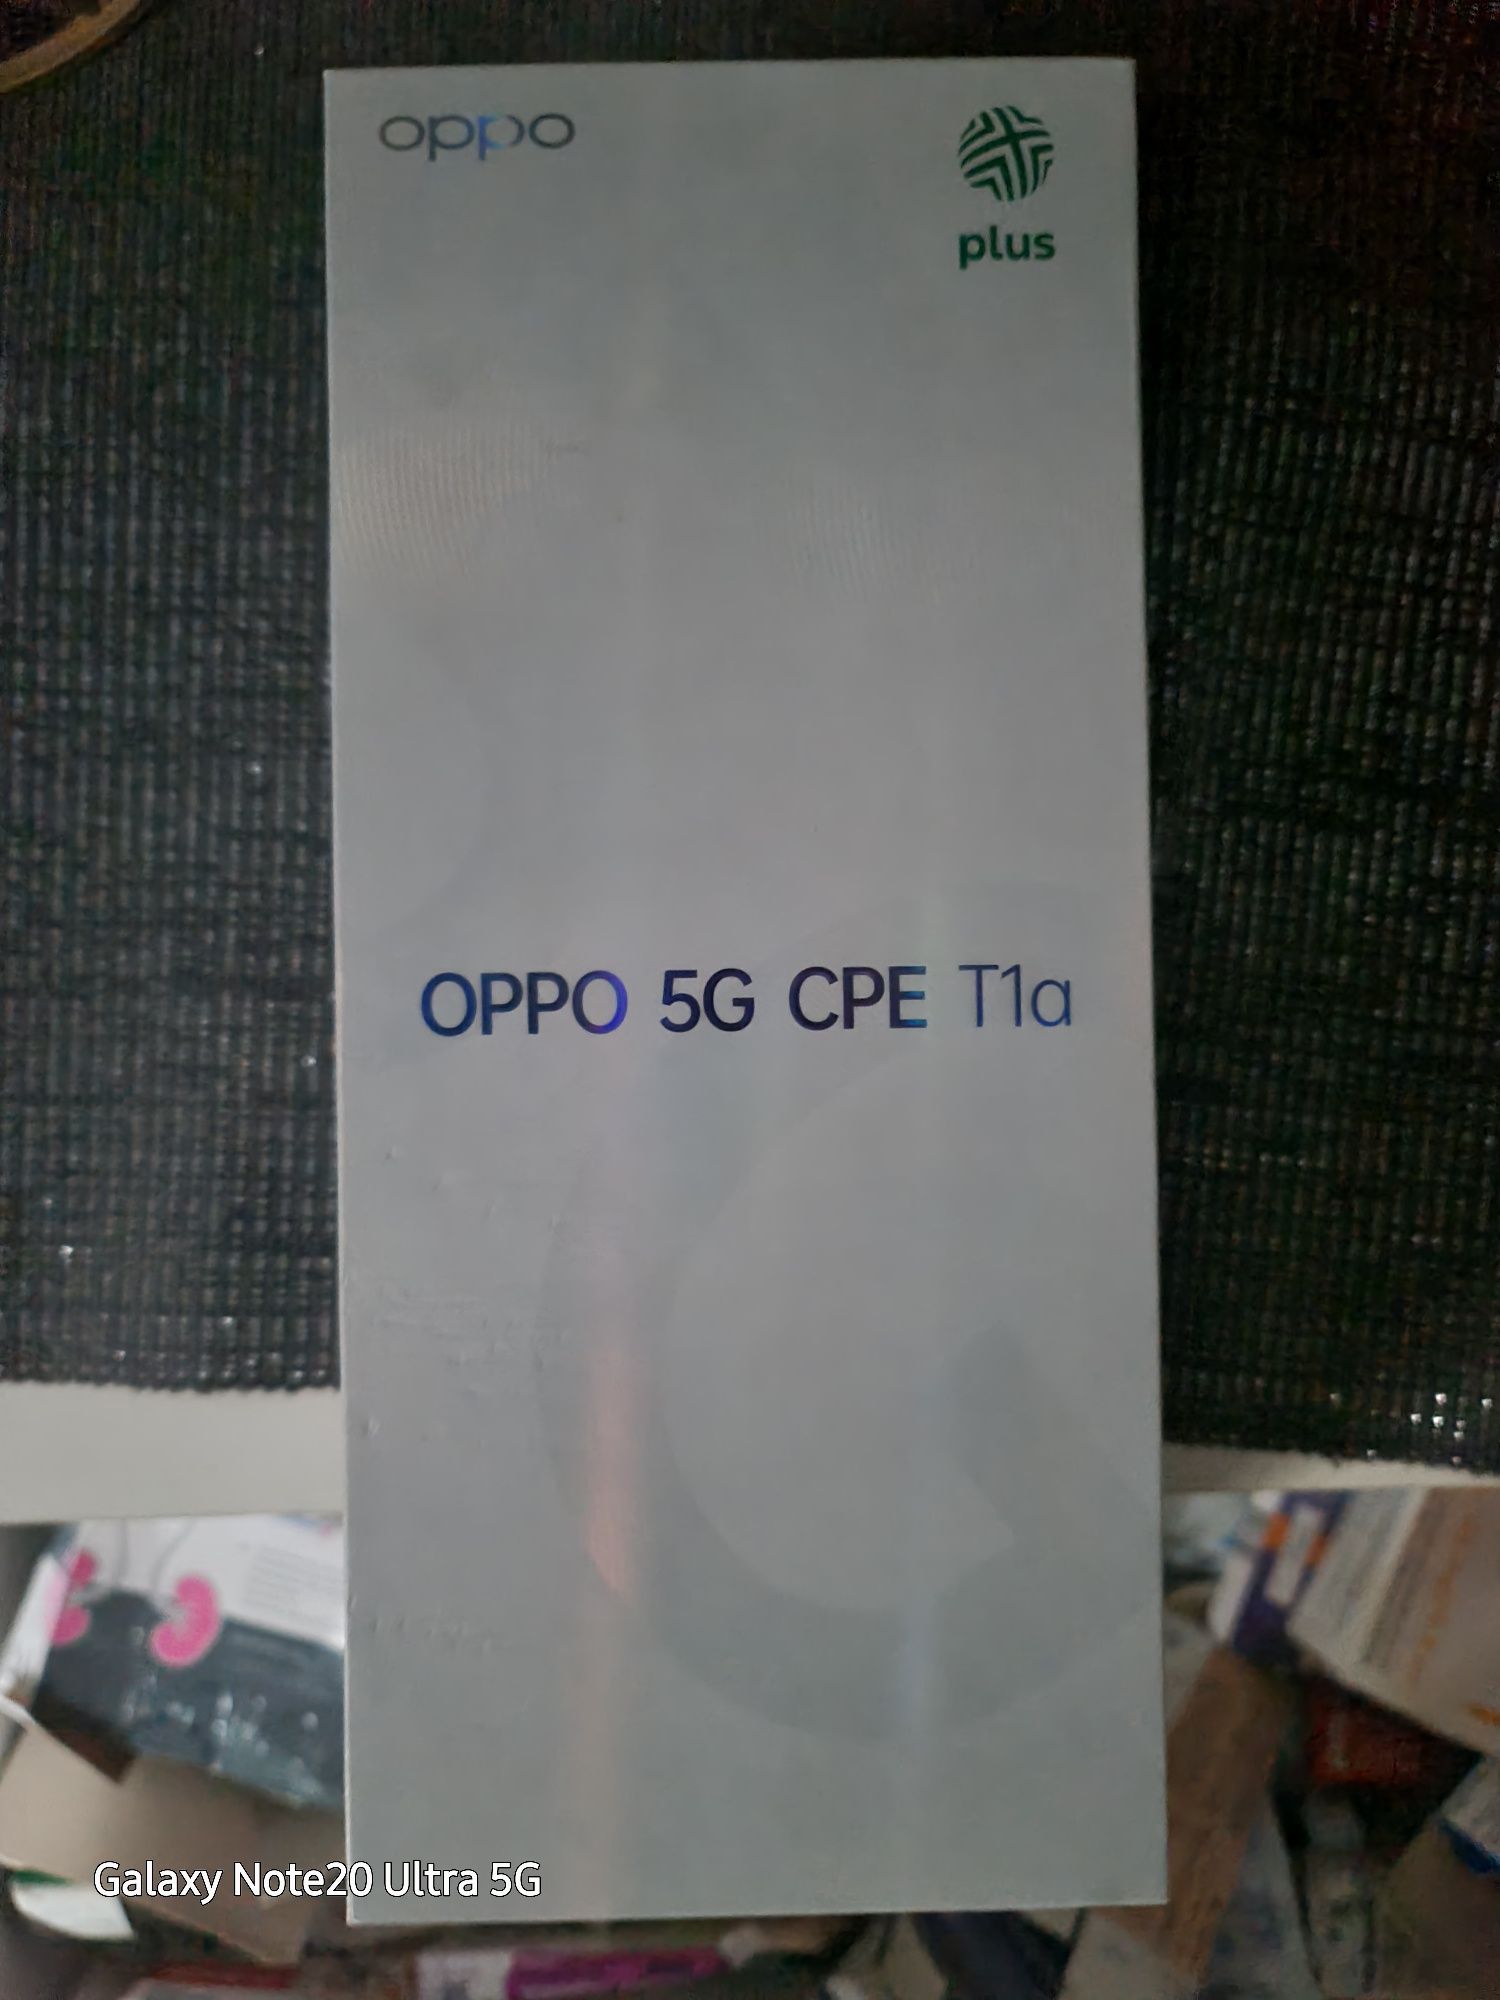 oppo
plus
OPPO 5G CPE T1a
Galaxy Note20 Ultra 5G